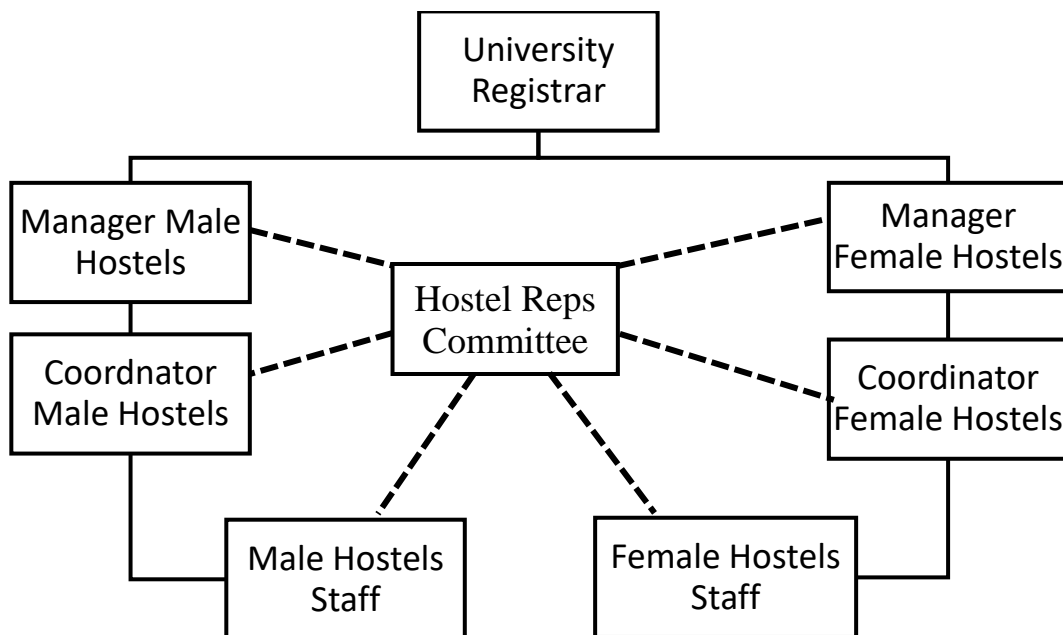 University
Registrar
Manager Male
Hostels
Manager
Female Hostels
Hostel Reps
Committee
Coordnator
Male Hostels
Coordinator
Female Hostels
Male Hostels
Staff
Female Hostels
Staff